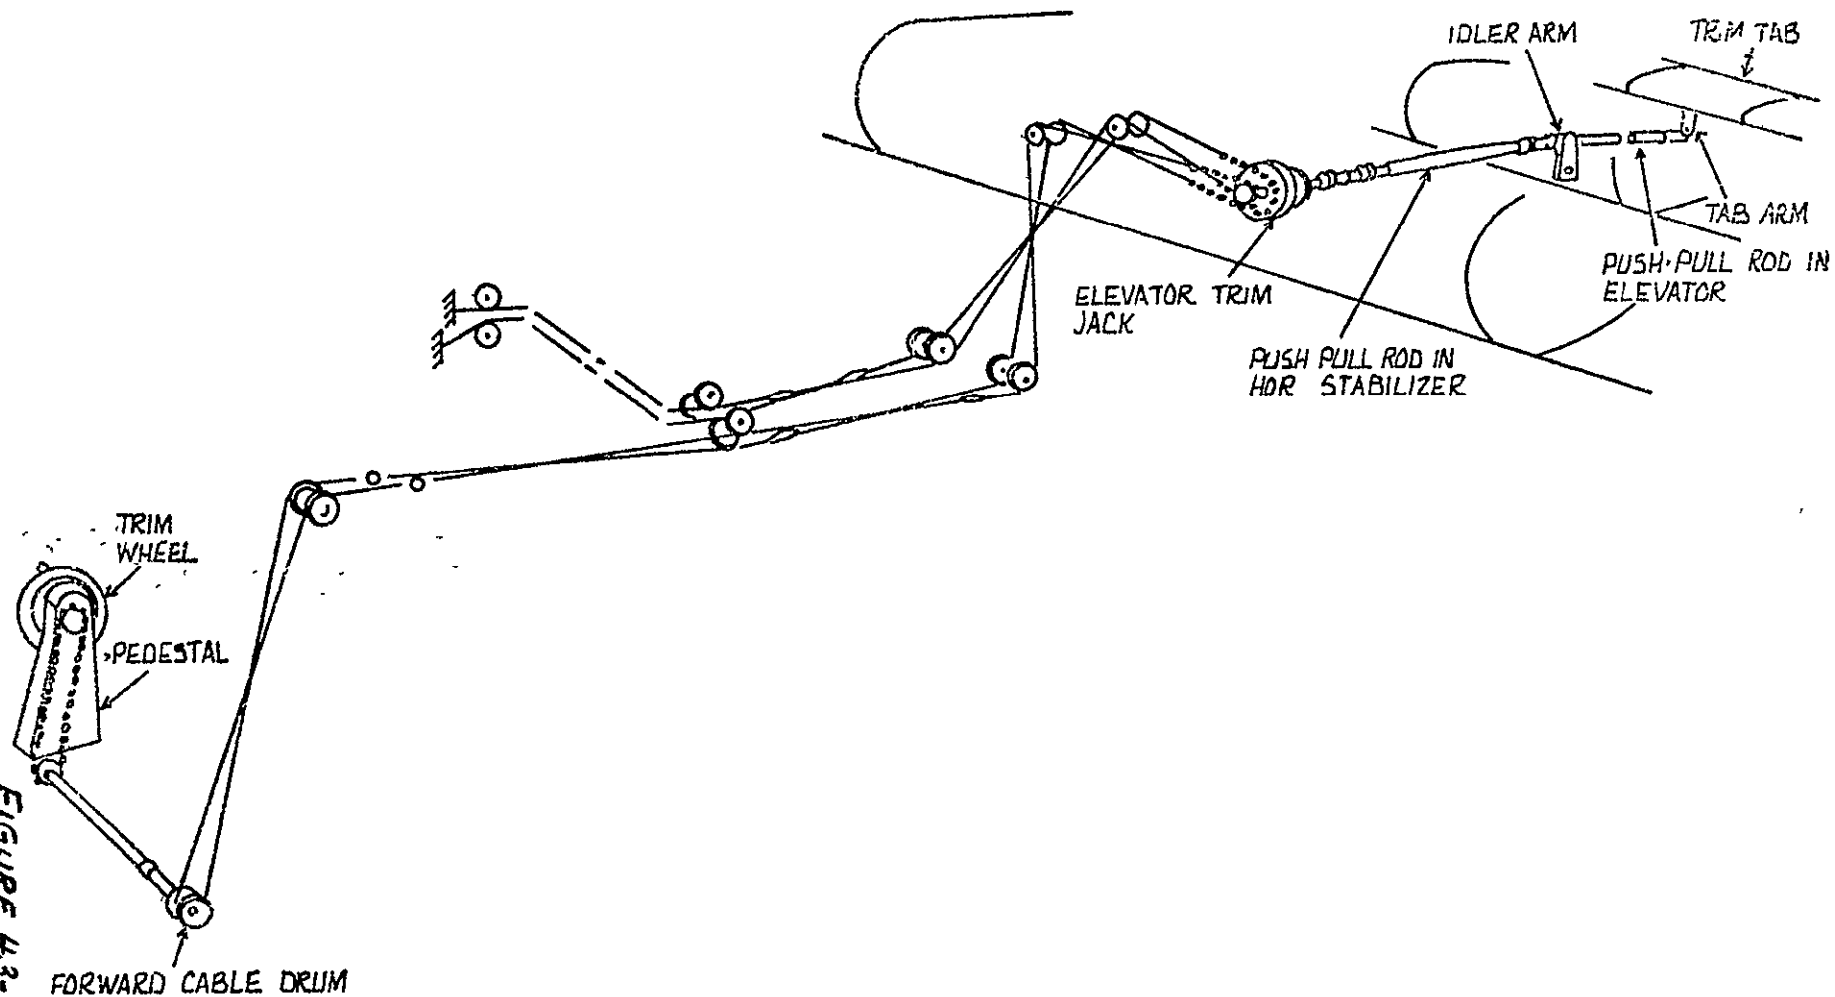 IDLER ARM
TRIM TAB
TAB ARM
PUSH-PULL ROD IN
ELEVATOR
ELEVATOR TRIM
JACK
PUSH PULL ROD IN
HOR STABILIZER
TRIM
WHEEL
PEDESTAL
FORWARD CABLE DRUM
FIGURE